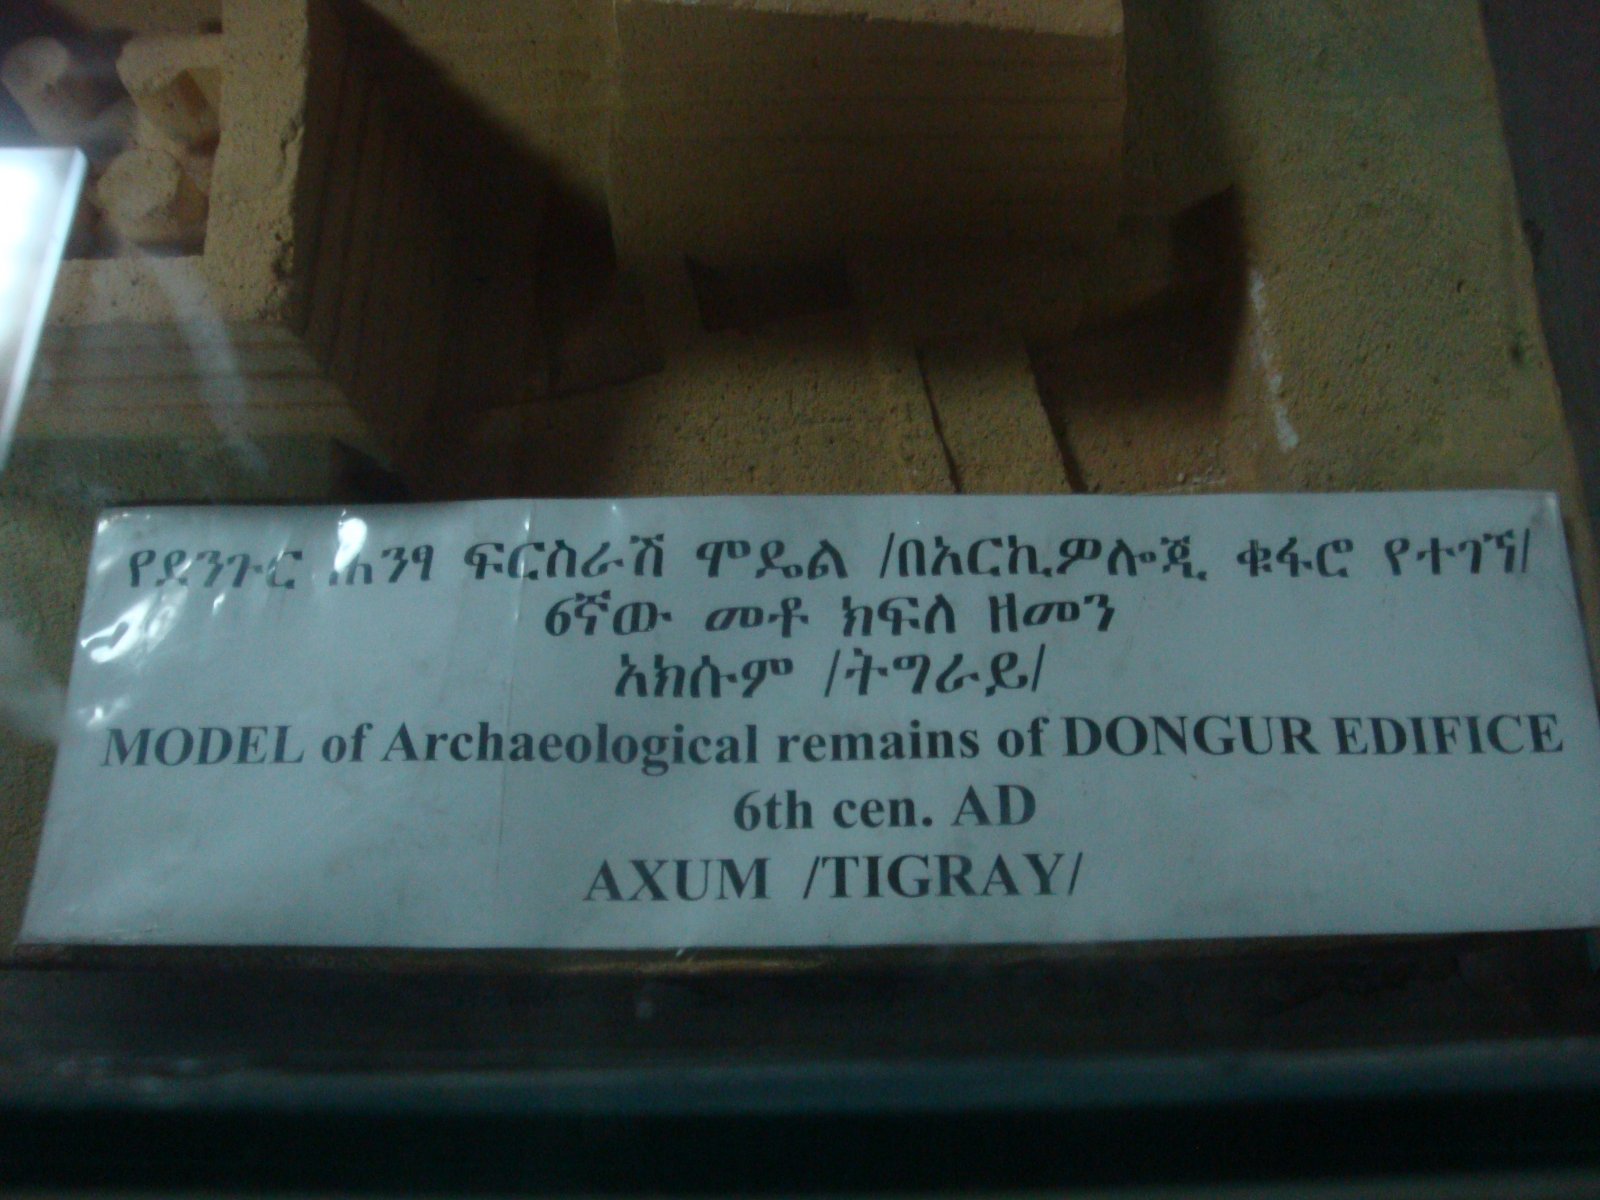 የደንጉር ሕንፃ ፍርስራሽ ሞዴል /በአርኪዎሎጂ ቁፋሮ የተገኘ/
6ኛው መቶ ክፍለ ዘመን
አክሱም /ትግራይ/
MODEL of Archaeological remains of DONGUR EDIFICE
6th cen. AD
AXUM /TIGRAY/